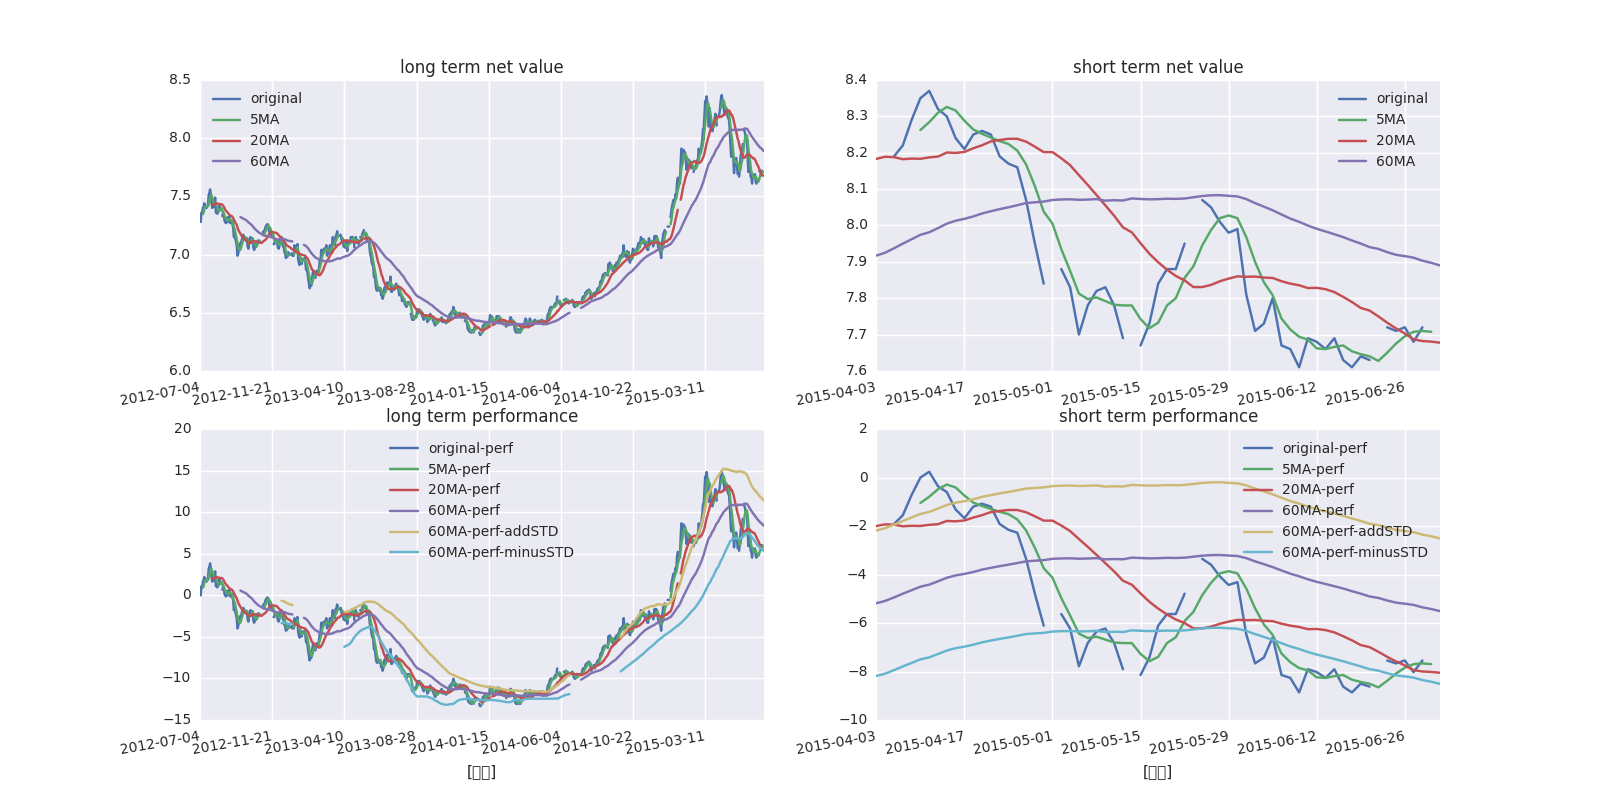 long term net value
8.5
8.0
7.5
7.0
6.5
6.0
original
5MA
20MA
60MA
2012-07-04
2012-11-21
2013-04-10
2013-08-28
2014-01-15
2014-06-04
2014-10-22
2015-03-11
short term net value
8.4
8.3
8.2
8.1
8.0
7.9
7.8
7.7
7.6
original
5MA
20MA
60MA
2015-04-03
2015-04-17
2015-05-01
2015-05-15
2015-05-29
2015-06-12
2015-06-26
long term performance
20
15
10
5
0
−5
−10
−15
original-perf
5MA-perf
20MA-perf
60MA-perf
60MA-perf-addSTD
60MA-perf-minusSTD
2012-07-04
2012-11-21
2013-04-10
2013-08-28
2014-01-15
2014-06-04
2014-10-22
2015-03-11
[▯▯]
short term performance
2
0
−2
−4
−6
−8
−10
original-perf
5MA-perf
20MA-perf
60MA-perf
60MA-perf-addSTD
60MA-perf-minusSTD
2015-04-03
2015-04-17
2015-05-01
2015-05-15
2015-05-29
2015-06-12
2015-06-26
[▯▯]